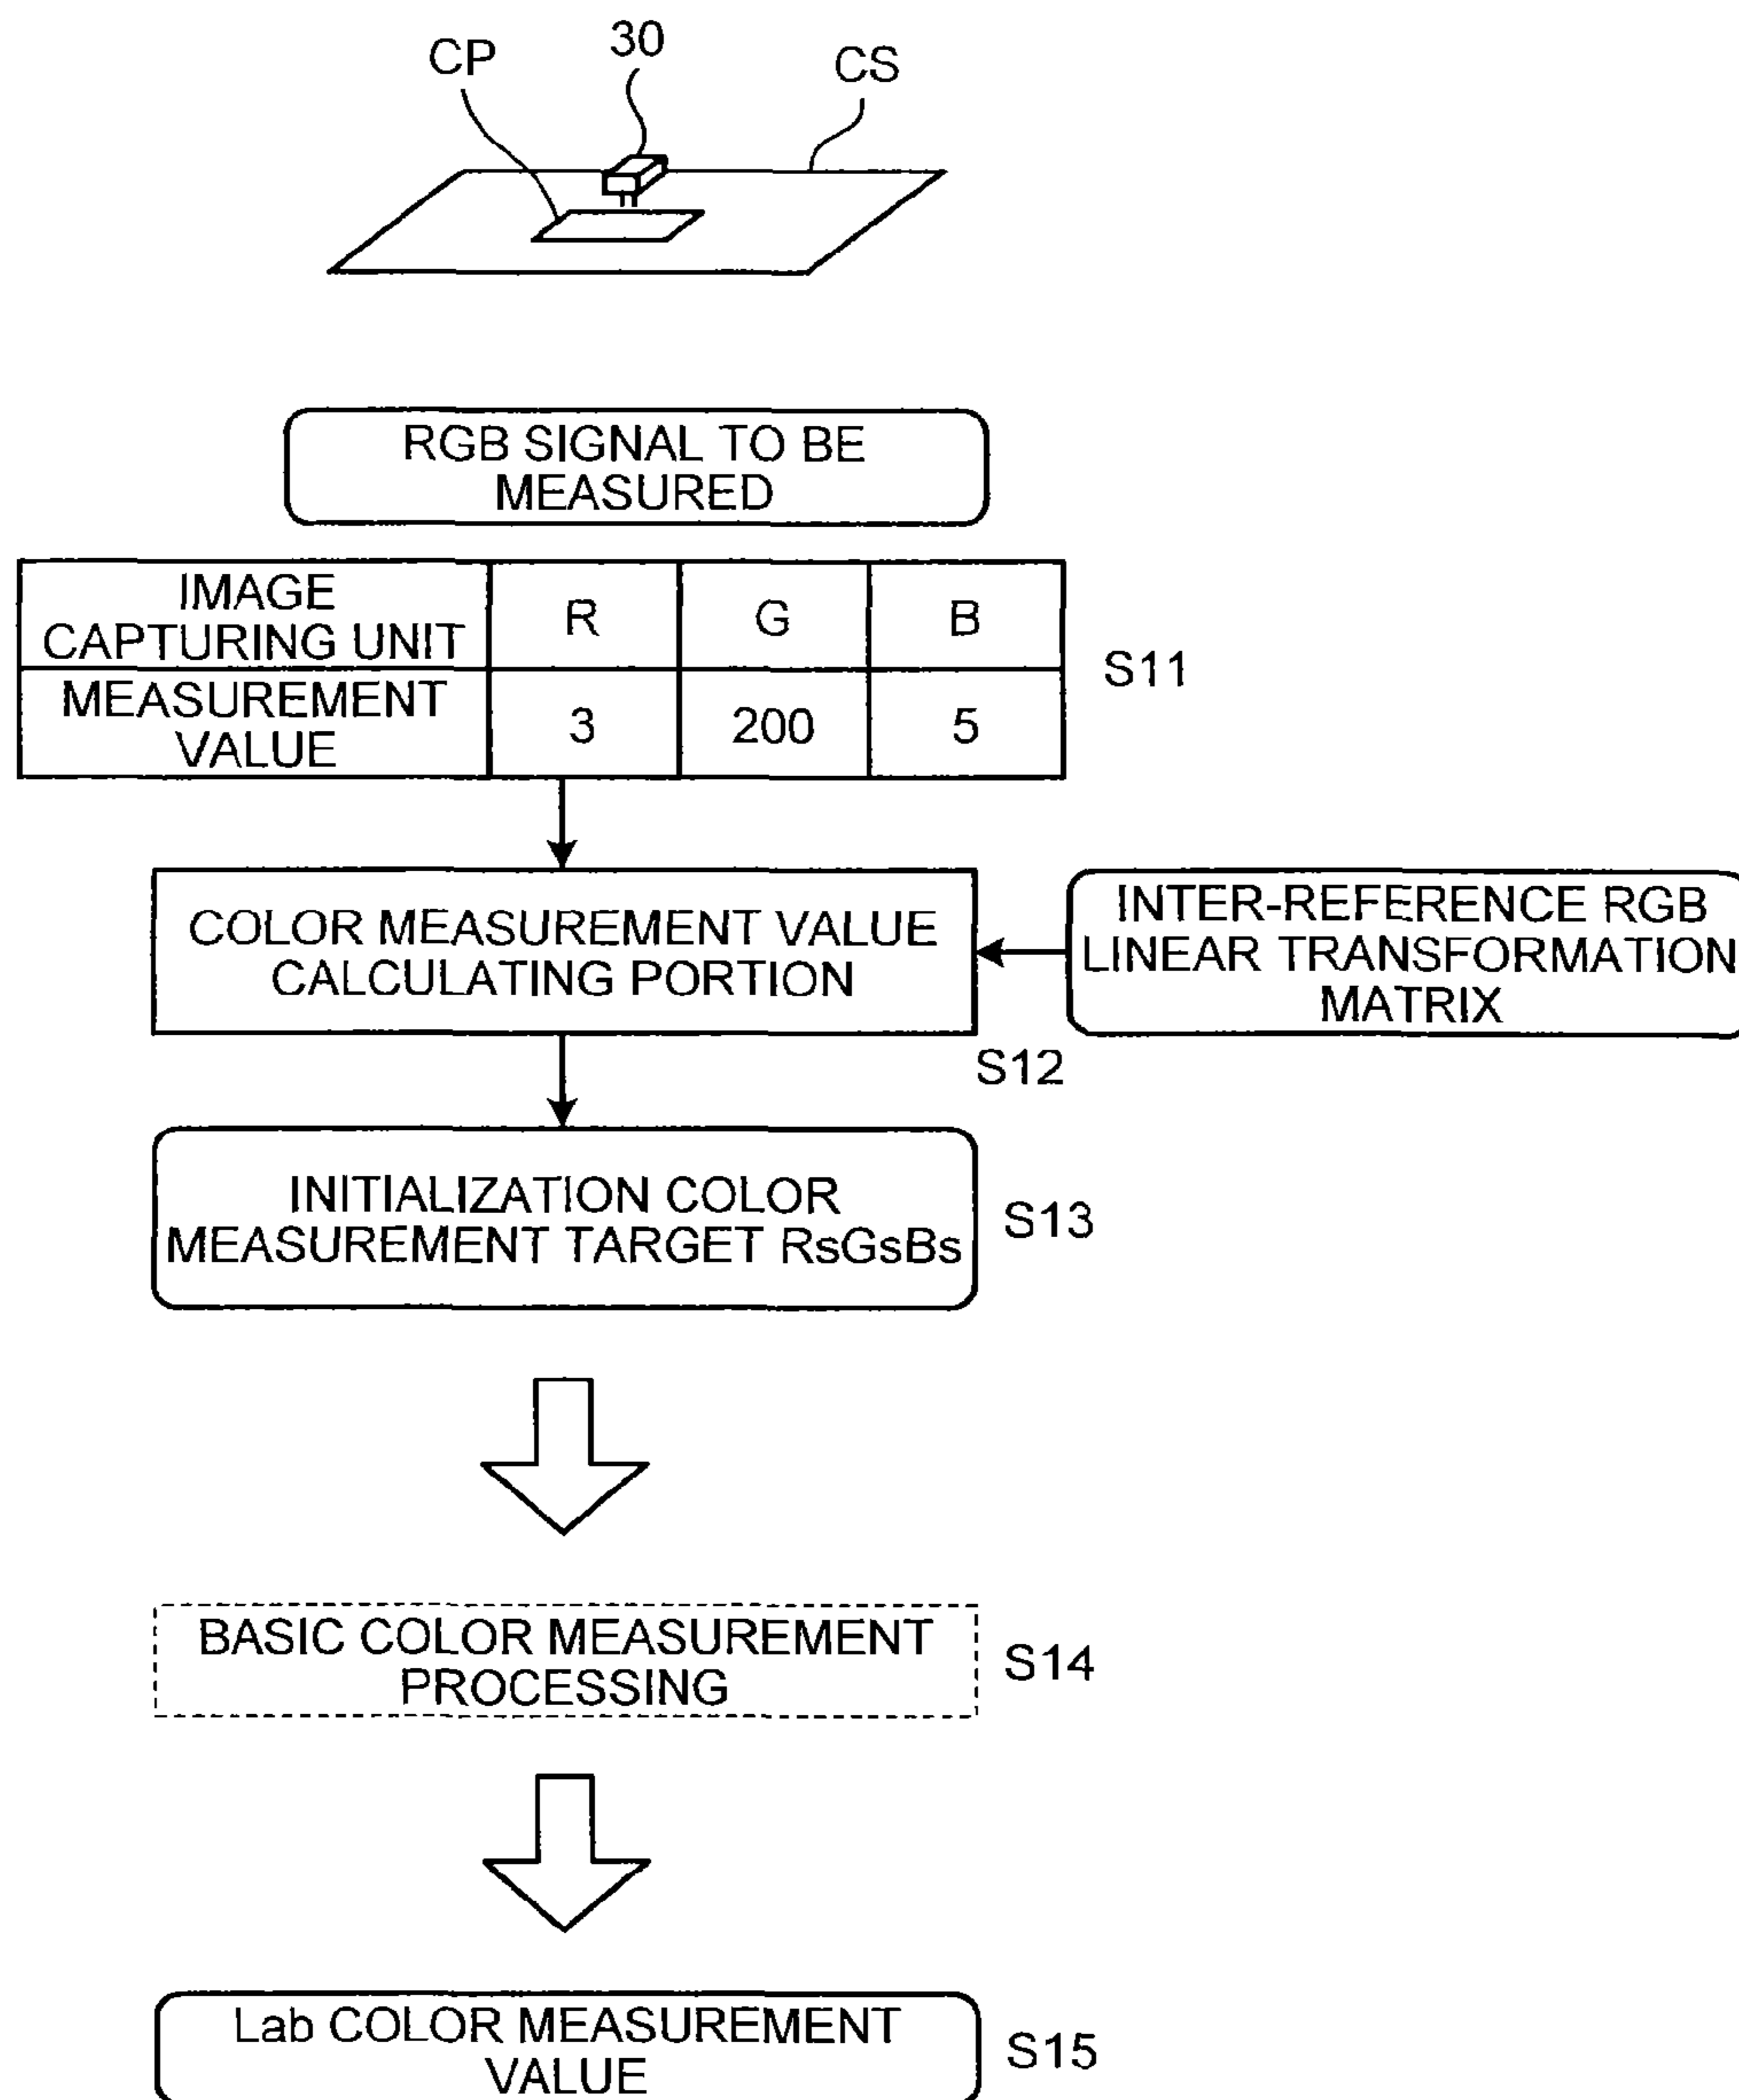 CP
30
CS
RGB SIGNAL TO BE
MEASURED
IMAGE
CAPTURING UNIT
R
G
B
MEASUREMENT
VALUE
3
200
5
S11
COLOR MEASUREMENT VALUE
CALCULATING PORTION
INTER-REFERENCE RGB
LINEAR TRANSFORMATION
MATRIX
S12
INITIALIZATION COLOR
MEASUREMENT TARGET RsGsBs
S13
BASIC COLOR MEASUREMENT
PROCESSING
S14
Lab COLOR MEASUREMENT
VALUE
S15